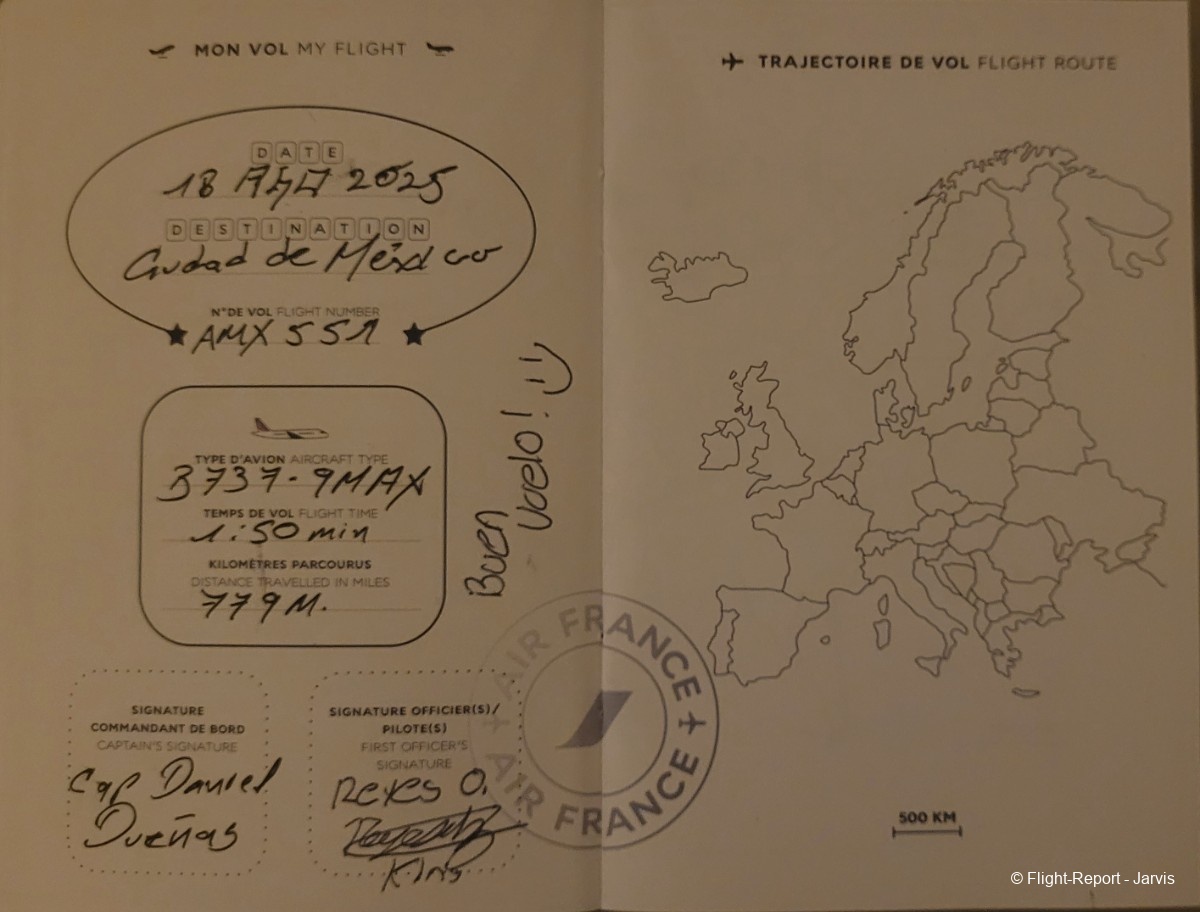 MON VOL MY FLIGHT
DATE
18 AGO 2025
DESTINATION
Ciudad de México
N°DE VOL FLIGHT NUMBER
AMX 551
TYPE D'AVION AIRCRAFT TYPE
B737-9MAX
TEMPS DE VOL FLIGHT TIME
1:50 min
KILOMÈTRES PARCOURUS
DISTANCE TRAVELLED IN MILES
779 M.
Buen
Vuelo! :)
SIGNATURE
COMMANDANT DE BORD
CAPTAIN'S SIGNATURE
Cap Daniel
Dueñas
SIGNATURE OFFICIER(S)/
PILOTE(S)
FIRST OFFICER'S
SIGNATURE
Reyes O.
AIR FRANCE
AIR FRANCE
TRAJECTOIRE DE VOL FLIGHT ROUTE
500 KM
© Flight-Report - Jarvis